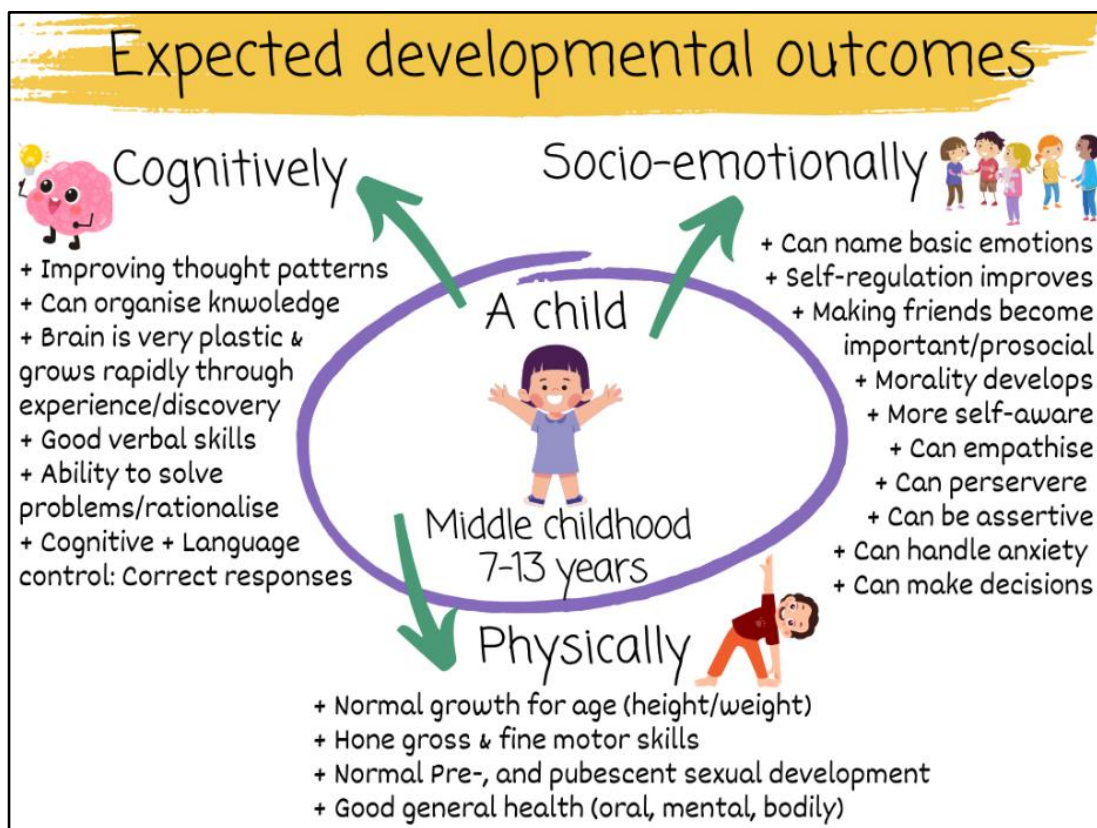 Expected developmental outcomes
Cognitively
+ Improving thought patterns
+ Can organise knwoledge
+ Brain is very plastic &
grows rapidly through
experience/discovery
+ Good verbal skills
+ Ability to solve
problems/rationalise
+ Cognitive + Language
control: Correct responses
Socio-emotionally
+ Can name basic emotions
+ Self-regulation improves
+ Making friends become
important/prosocial
+ Morality develops
+ More self-aware
+ Can empathise
+ Can perservere
+ Can be assertive
+ Can handle anxiety
+ Can make decisions
A child
Middle childhood
7-13 years
Physically
+ Normal growth for age (height/weight)
+ Hone gross & fine motor skills
+ Normal Pre-, and pubescent sexual development
+ Good general health (oral, mental, bodily)